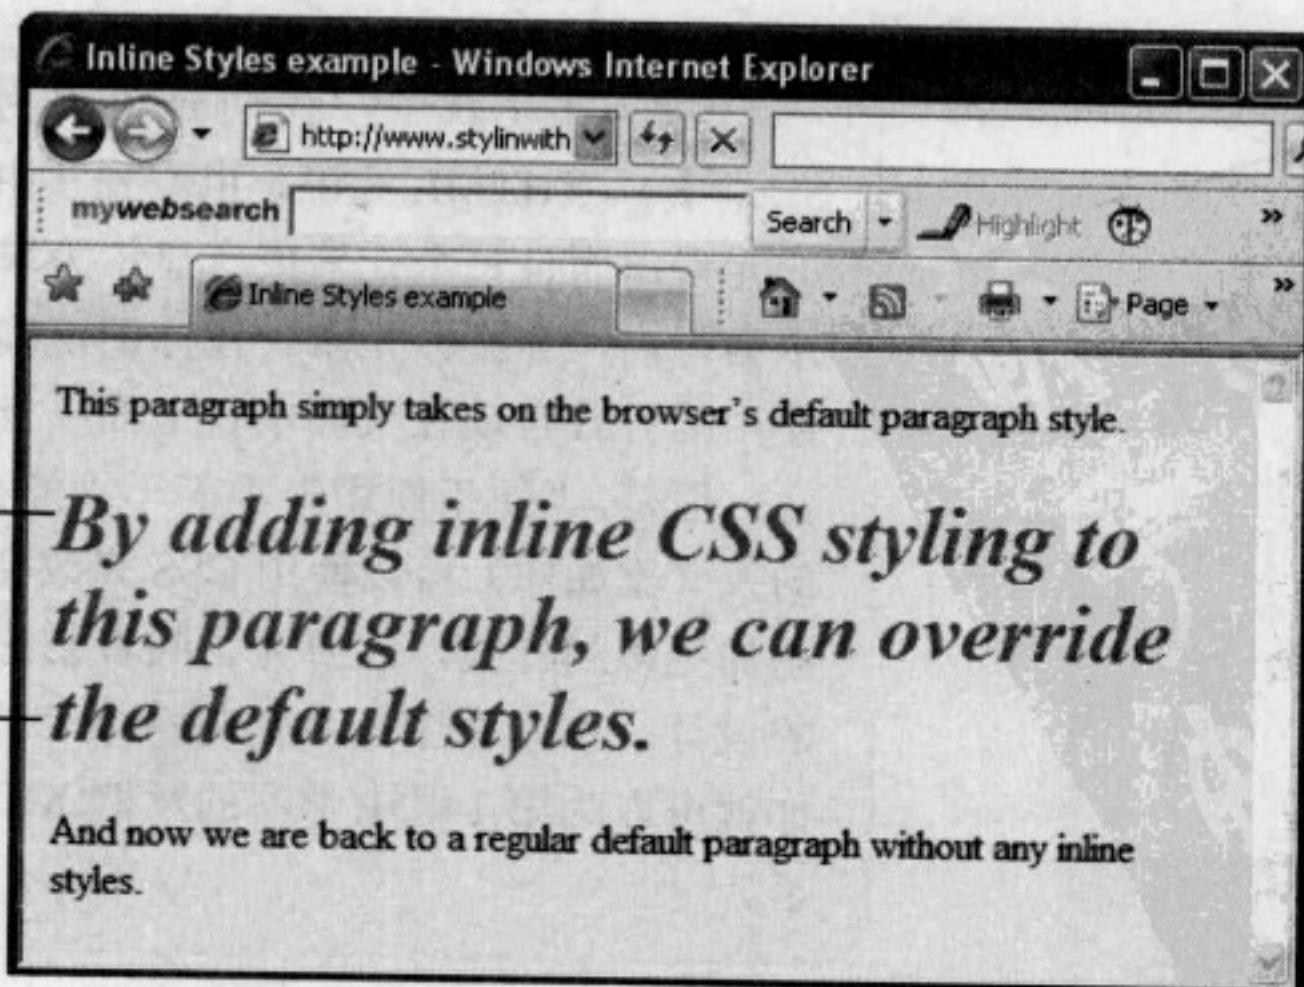 Inline Styles example - Windows Internet Explorer
http://www.stylinwith
mywebsearch
Search
Highlight
Inline Styles example
Page
This paragraph simply takes on the browser's default paragraph style.
By adding inline CSS styling to
this paragraph, we can override
the default styles.
And now we are back to a regular default paragraph without any inline
styles.